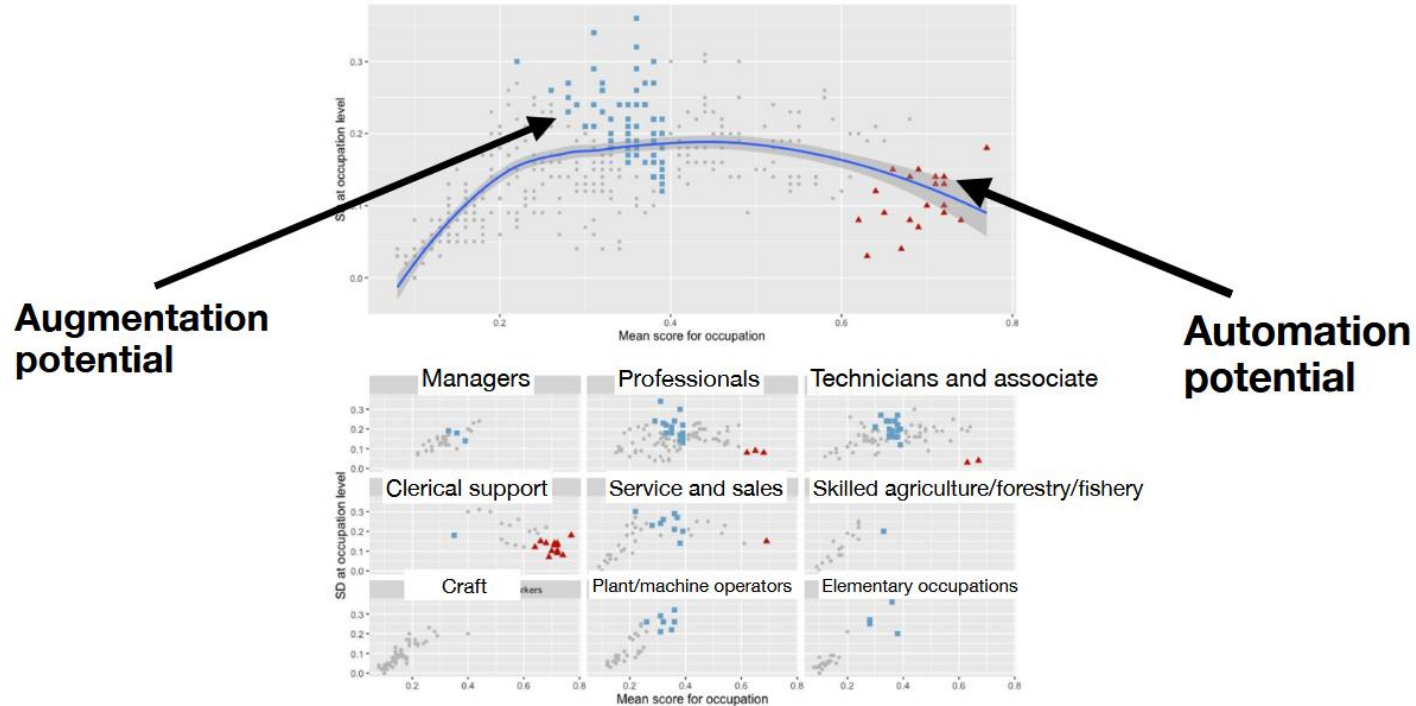 0.3
0.2
0.1
0.0
SD at occupation level
0.2 0.4 0.6 0.8
Mean score for occupation
Augmentation
potential
Automation
potential
Managers Professionals Technicians and associate
0.3
0.2
0.1
0.0
Clerical support Service and sales Skilled agriculture/forestry/fishery
0.3
0.2
0.1
0.0
SD at occupation level
Craft rkers Plant/machine operators Elementary occupations
0.3
0.2
0.1
0.0
0.2 0.4 0.6 0.8 0.2 0.4 0.6 0.8 0.2 0.4 0.6 0.8
Mean score for occupation